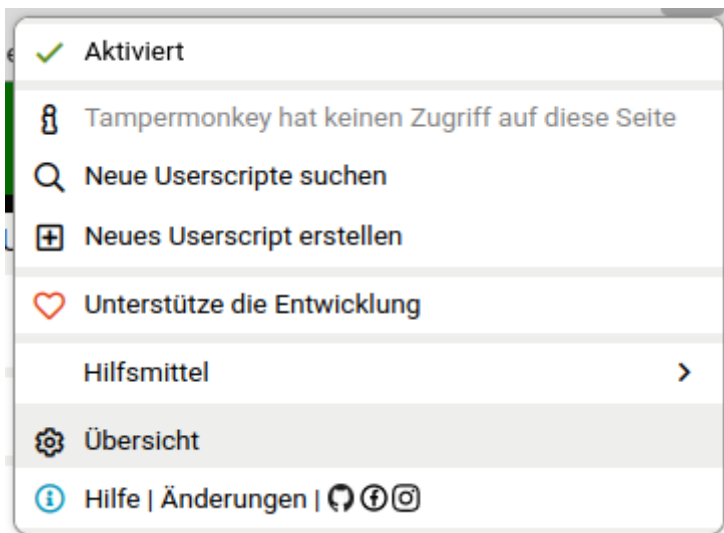 Aktiviert
Tampermonkey hat keinen Zugriff auf diese Seite
Neue Userscripte suchen
Neues Userscript erstellen
Unterstütze die Entwicklung
Hilfsmittel
Übersicht
Hilfe | Änderungen |